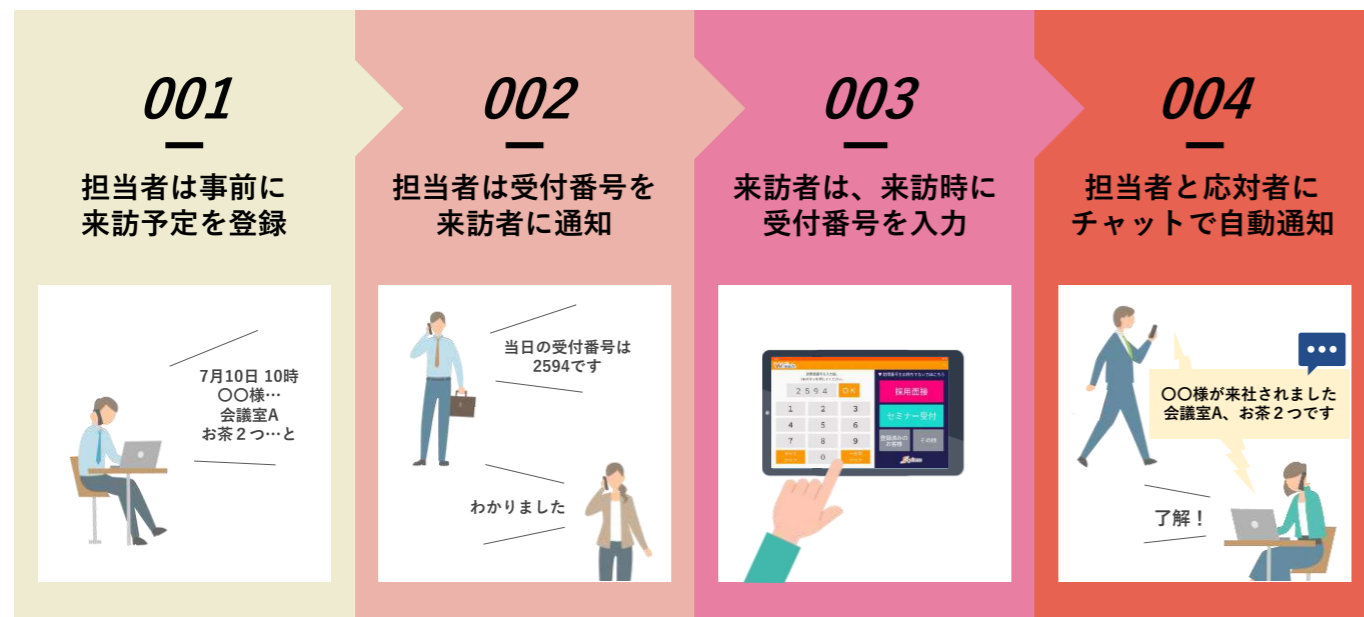 001
担当者は事前に
来訪予定を登録
7月10日 10時
〇〇様…
会議室A
お茶２つ…と
002
担当者は受付番号を
来訪者に通知
当日の受付番号は
2594です
わかりました
003
来訪者は、来訪時に
受付番号を入力
2 5 9 4 OK
1 2 3
4 5 6
7 8 9
0
採用面接
セミナー受付
その他
004
担当者と応対者に
チャットで自動通知
〇〇様が来社されました
会議室A、お茶２つです
了解！